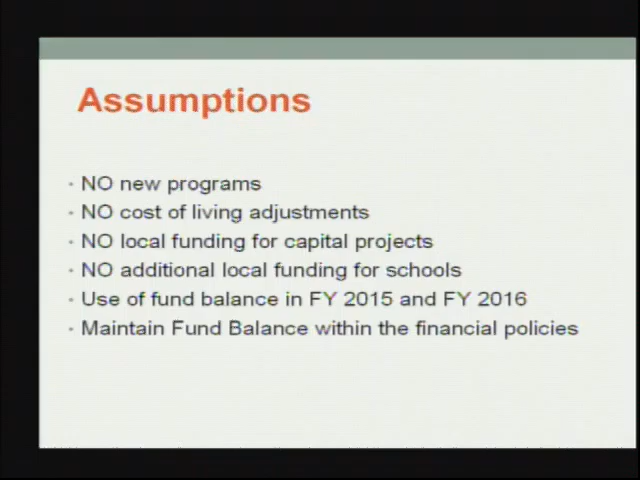 Assumptions
• NO new programs
• NO cost of living adjustments
• NO local funding for capital projects
• NO additional local funding for schools
• Use of fund balance in FY 2015 and FY 2016
• Maintain Fund Balance within the financial policies